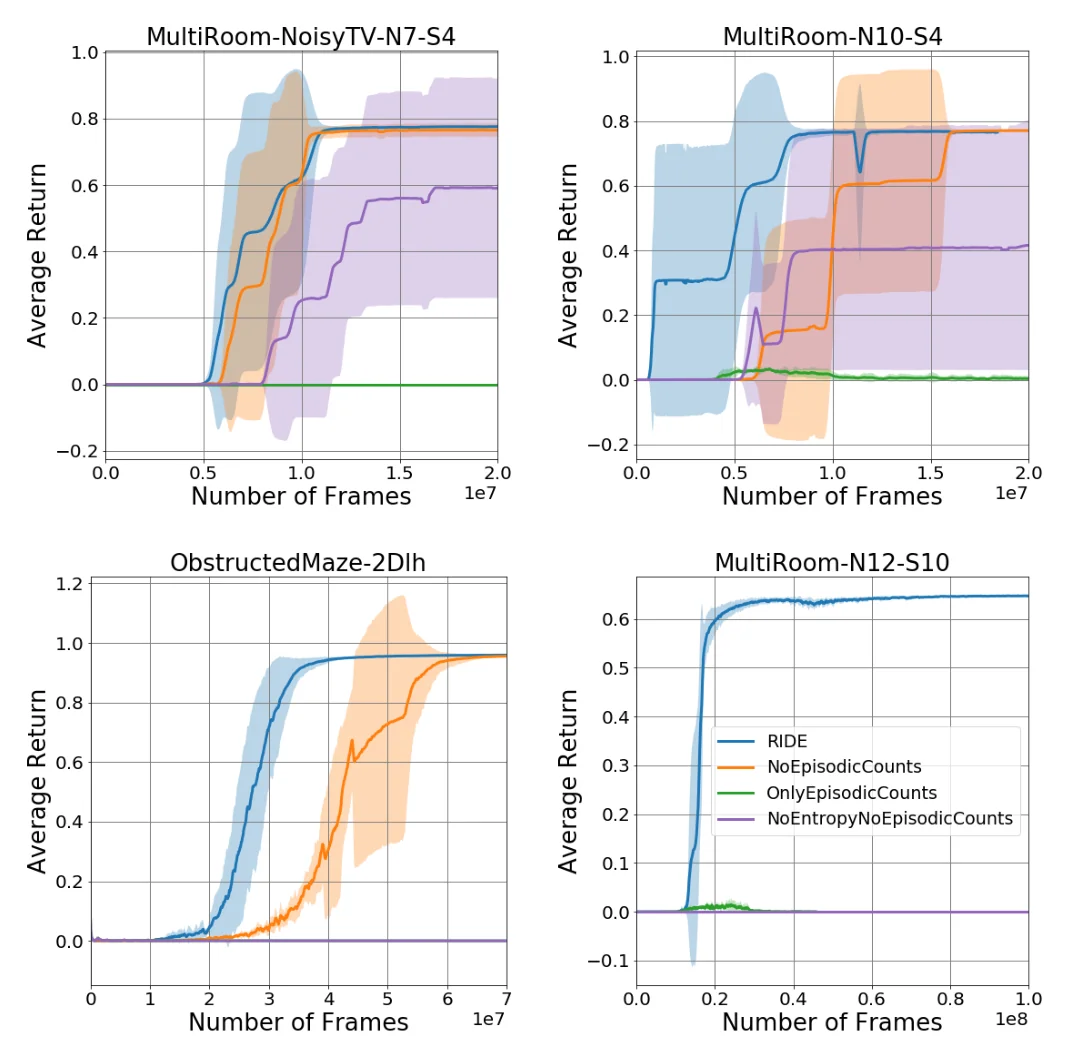 MultiRoom-NoisyTV-N7-S4
Average Return
1.0
0.8
0.6
0.4
0.2
0.0
−0.2
0.0 0.5 1.0 1.5 2.0
Number of Frames 1e7
MultiRoom-N10-S4
Average Return
1.0
0.8
0.6
0.4
0.2
0.0
−0.2
0.0 0.5 1.0 1.5 2.0
Number of Frames 1e7
ObstructedMaze-2Dlh
Average Return
1.2
1.0
0.8
0.6
0.4
0.2
0.0
0 1 2 3 4 5 6 7
Number of Frames 1e7
MultiRoom-N12-S10
Average Return
0.6
0.5
0.4
0.3
0.2
0.1
0.0
−0.1
RIDE
NoEpisodicCounts
OnlyEpisodicCounts
NoEntropyNoEpisodicCounts
0.0 0.2 0.4 0.6 0.8 1.0
Number of Frames 1e8